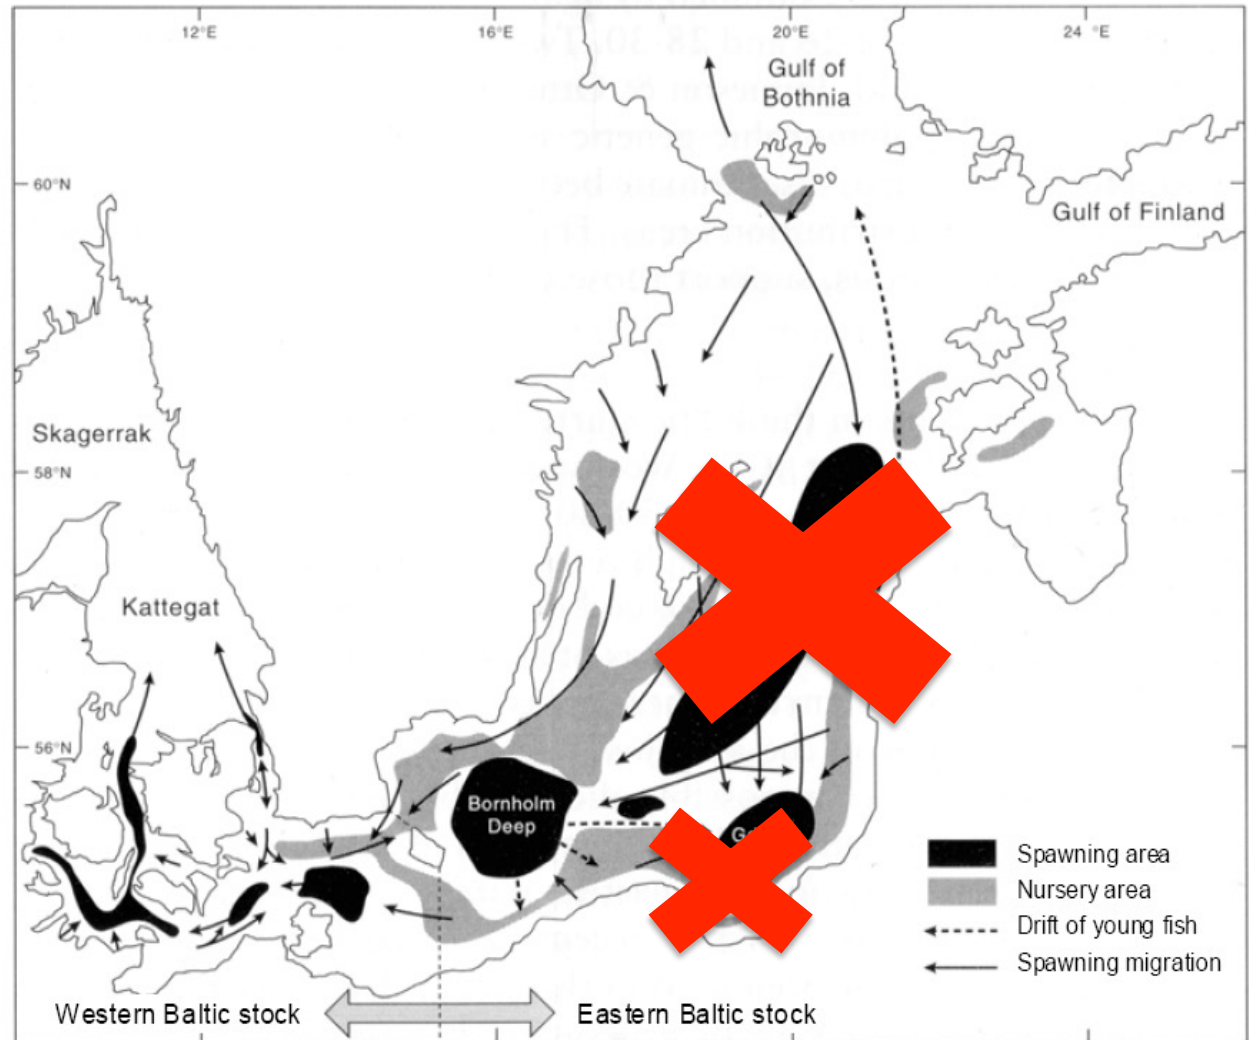 12°E
16°E
20°E
24 °E
Gulf of
Bothnia
60°N
Gulf of Finland
Skagerrak
58°N
Kattegat
56°N
Bornholm
Deep
Spawning area
Nursery area
Drift of young fish
Spawning migration
Western Baltic stock
Eastern Baltic stock